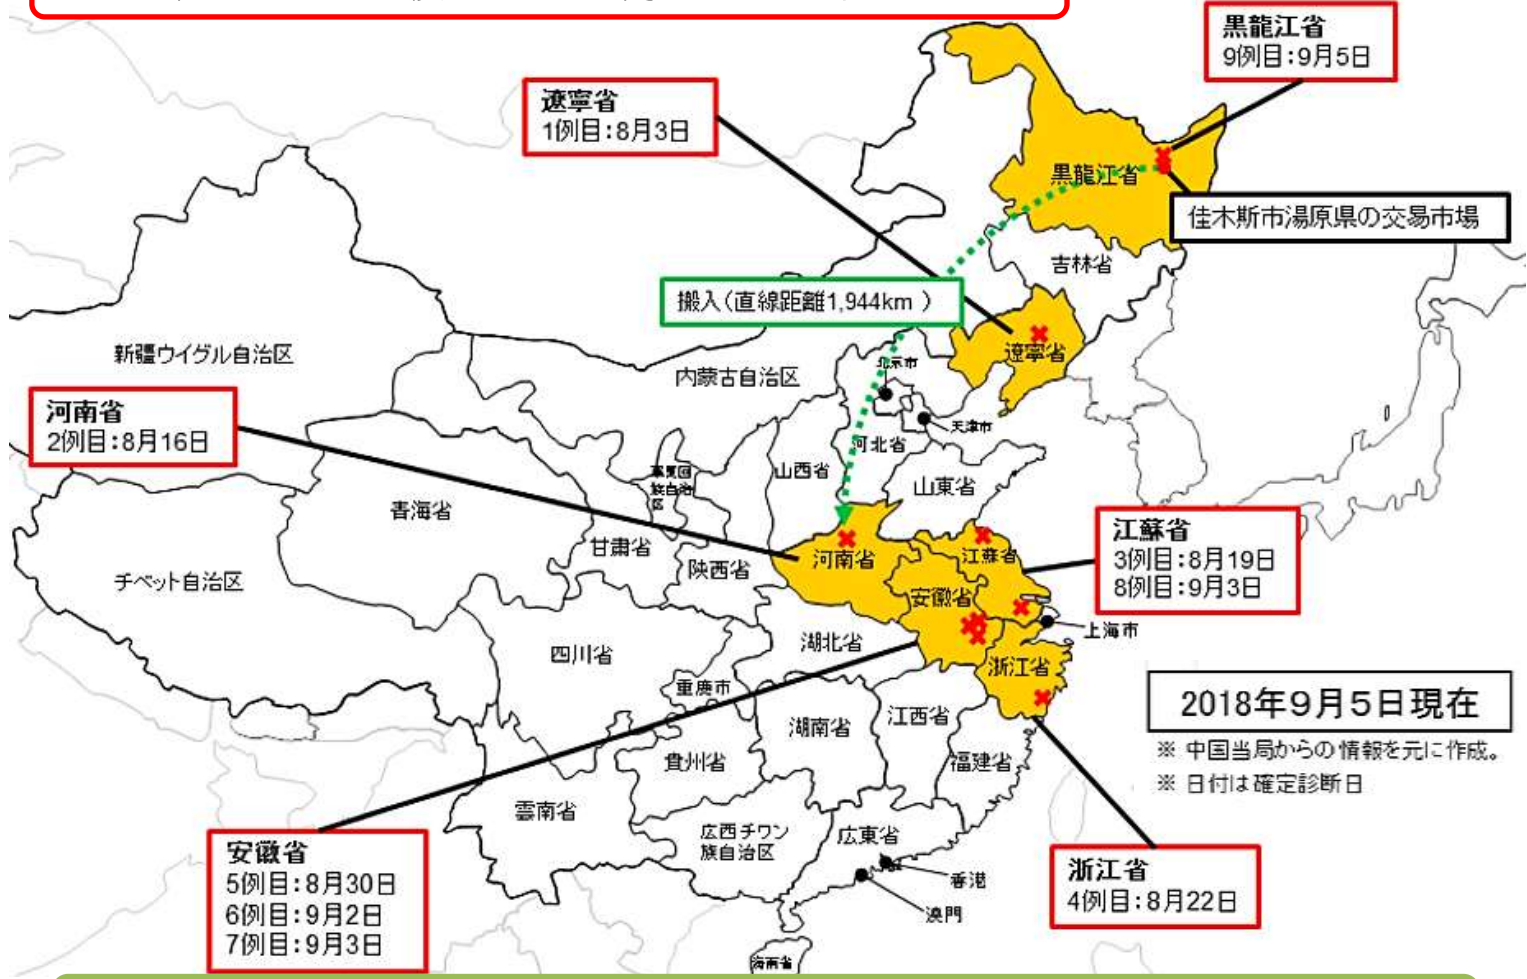 黒龍江省
9例目：9月5日
遼寧省
1例目：8月3日
黒龍江省
佳木斯市湯原県の交易市場
吉林省
搬入（直線距離1,944km ）
遼寧省
新疆ウイグル自治区
内蒙古自治区
北京市
天津市
河南省
2例目：8月16日
河北省
山西省
山東省
寧夏回
族自治
区
青海省
甘粛省
陝西省
河南省
江蘇省
江蘇省
3例目：8月19日
8例目：9月3日
チベット自治区
安徽省
上海市
四川省
湖北省
浙江省
重慶市
湖南省
江西省
2018年９月５日現在
※ 中国当局からの情報を元に作成。
※ 日付は確定診断日
貴州省
福建省
雲南省
広西チワン
族自治区
広東省
香港
澳門
安徽省
5例目：8月30日
6例目：9月2日
7例目：9月3日
浙江省
4例目：8月22日
海南省